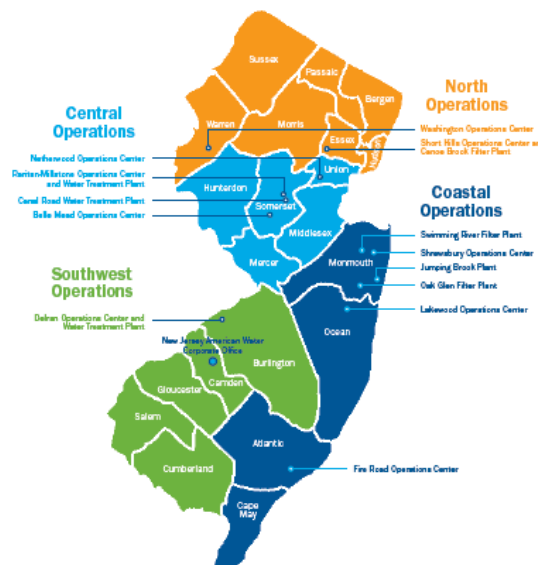 Sussex
Passaic
Bergen
Warren
Morris
Essex
Hudson
North
Operations
Washington Operations Center
Short Hills Operations Center and
Canoe Brook Filter Plant
Central
Operations
Netherwood Operations Center
Raritan-Millstone Operations Center
and Water Treatment Plant
Canal Road Water Treatment Plant
Belle Mead Operations Center
Hunterdon
Somerset
Union
Middlesex
Mercer
Coastal
Operations
Swimming River Filter Plant
Shrewsbury Operations Center
Jumping Brook Plant
Oak Glen Filter Plant
Lakewood Operations Center
Monmouth
Ocean
Southwest
Operations
Delran Operations Center and
Water Treatment Plant
New Jersey American Water
Corporate Office
Burlington
Camden
Gloucester
Salem
Cumberland
Atlantic
Fire Road Operations Center
Cape
May